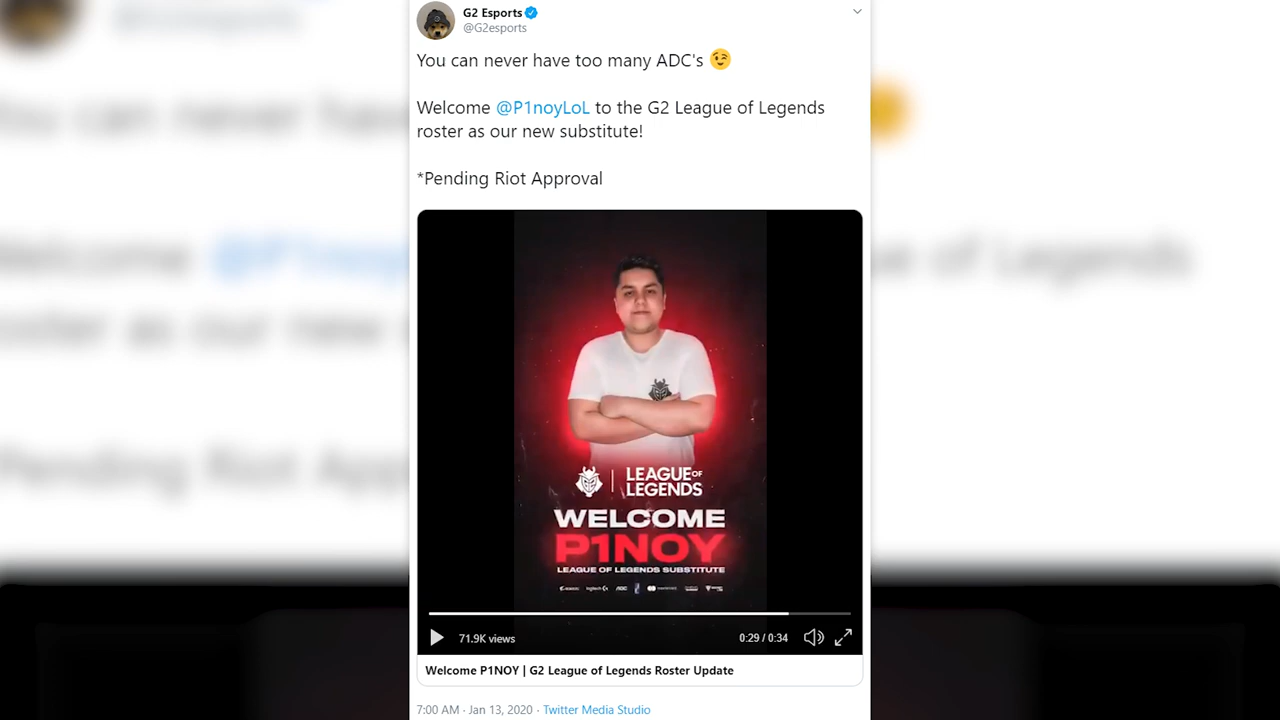 G2 Esports
@G2esports
You can never have too many ADC's 😉
Welcome @P1noyLoL to the G2 League of Legends
roster as our new substitute!
*Pending Riot Approval
LEAGUE OF
LEGENDS
WELCOME
P1NOY
LEAGUE OF LEGENDS SUBSTITUTE
71.9K views
0:29 / 0:34
Welcome P1NOY | G2 League of Legends Roster Update
7:00 AM · Jan 13, 2020 · Twitter Media Studio